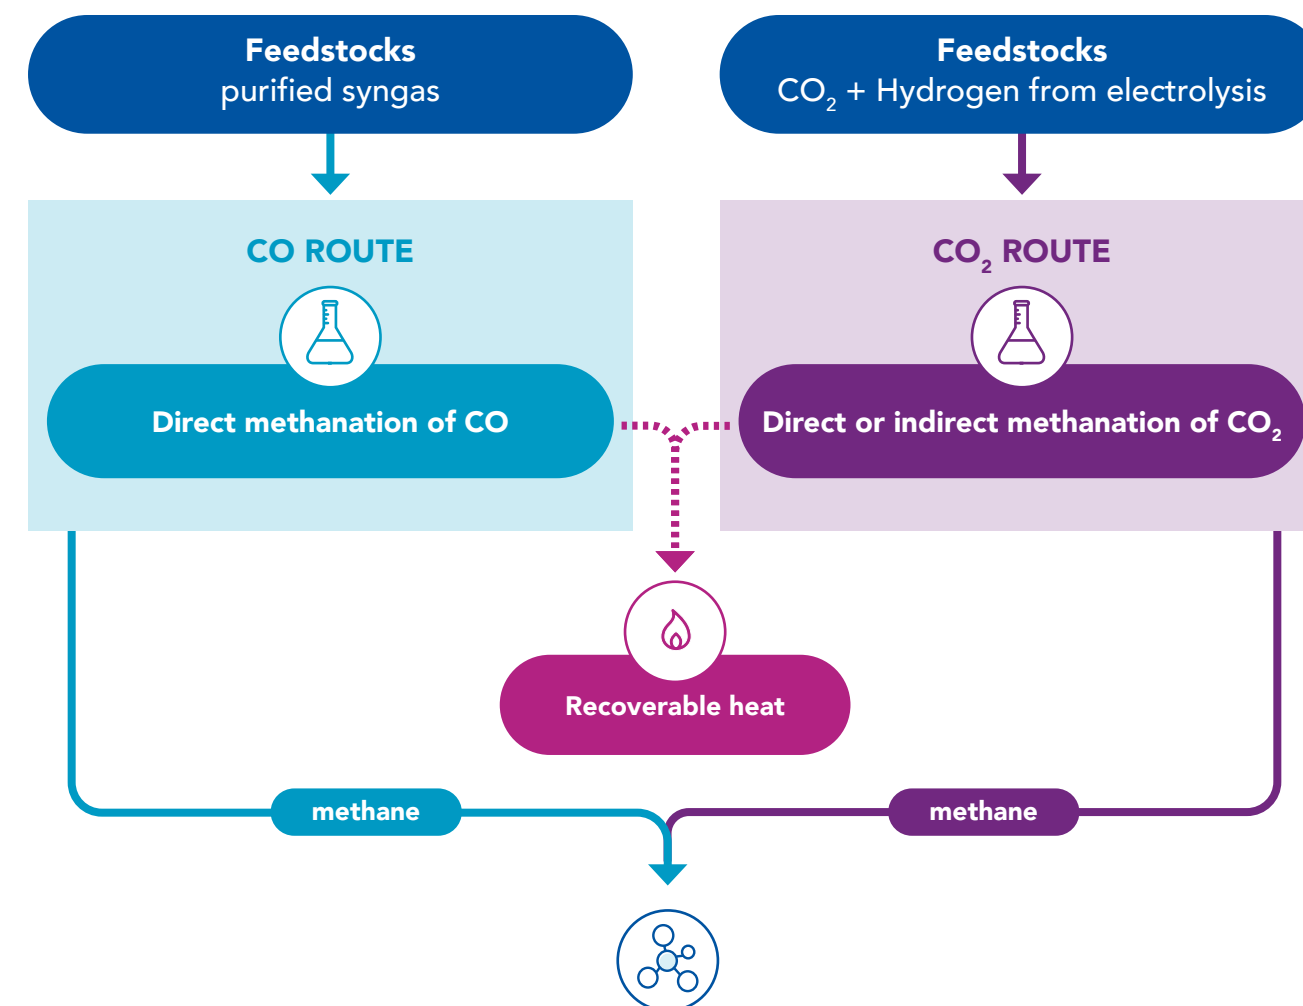 Feedstocks
purified syngas
Feedstocks
CO₂ + Hydrogen from electrolysis
CO ROUTE
CO₂ ROUTE
Direct methanation of CO
Direct or indirect methanation of CO₂
Recoverable heat
methane
methane